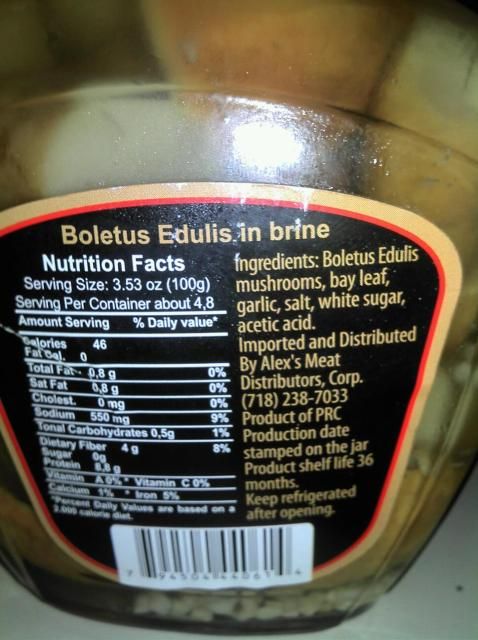 Boletus Edulis in brine
Nutrition Facts
Serving Size: 3.53 oz (100g)
Serving Per Container about 4,8
Amount Serving % Daily value*
Calories 46
Fat Cal. 0
Total Fat 0,8 g 0%
Sat Fat 0,8 g 0%
Cholest. 0 mg 0%
Sodium 550 mg 9%
Tonal Carbohydrates 0,5g 1%
Dietary Fiber 4 g 8%
Sugar 0g
Protein 8,8 g
Vitamin A 0% * Vitamin C 0%
Calcium 1% * Iron 5%
*Percent Daily Values are based on a
2.000 calorie diet.
Ingredients: Boletus Edulis
mushrooms, bay leaf,
garlic, salt, white sugar,
acetic acid.
Imported and Distributed
By Alex's Meat
Distributors, Corp.
(718) 238-7033
Product of PRC
Production date
stamped on the jar
Product shelf life 36
months.
Keep refrigerated
after opening.